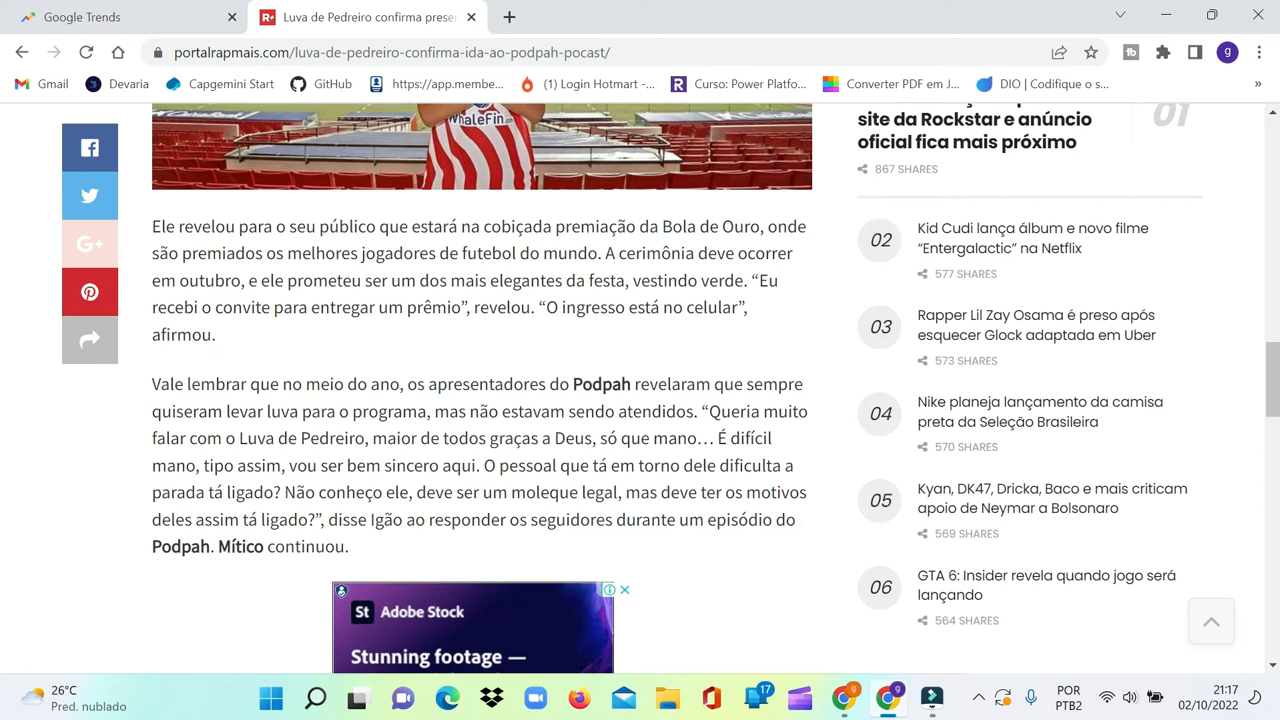 Google Trends
Luva de Pedreiro confirma prese
portalrapmais.com/luva-de-pedreiro-confirma-ida-ao-podpah-pocast/
g
Gmail
Devaria
Capgemini Start
GitHub
https://app.membe...
(1) Login Hotmart -...
Curso: Power Platfo...
Converter PDF em J...
DIO | Codifique o s...
»
WhaleFin
Ele revelou para o seu público que estará na cobiçada premiação da Bola de Ouro, onde
são premiados os melhores jogadores de futebol do mundo. A cerimônia deve ocorrer
em outubro, e ele prometeu ser um dos mais elegantes da festa, vestindo verde. “Eu
recebi o convite para entregar um prêmio”, revelou. “O ingresso está no celular”,
afirmou.
Vale lembrar que no meio do ano, os apresentadores do Podpah revelaram que sempre
quiseram levar luva para o programa, mas não estavam sendo atendidos. “Queria muito
falar com o Luva de Pedreiro, maior de todos graças a Deus, só que mano… É difícil
mano, tipo assim, vou ser bem sincero aqui. O pessoal que tá em torno dele dificulta a
parada tá ligado? Não conheço ele, deve ser um moleque legal, mas deve ter os motivos
deles assim tá ligado?”, disse Igão ao responder os seguidores durante um episódio do
Podpah. Mítico continuou.
St Adobe Stock
Stunning footage —
site da Rockstar e anúncio
oficial fica mais próximo
01
867 SHARES
02
Kid Cudi lança álbum e novo filme
“Entergalactic” na Netflix
577 SHARES
03
Rapper Lil Zay Osama é preso após
esquecer Glock adaptada em Uber
573 SHARES
04
Nike planeja lançamento da camisa
preta da Seleção Brasileira
570 SHARES
05
Kyan, DK47, Dricka, Baco e mais criticam
apoio de Neymar a Bolsonaro
569 SHARES
06
GTA 6: Insider revela quando jogo será
lançando
564 SHARES
26°C
Pred. nublado
17
9
9
POR
PTB2
21:17
02/10/2022